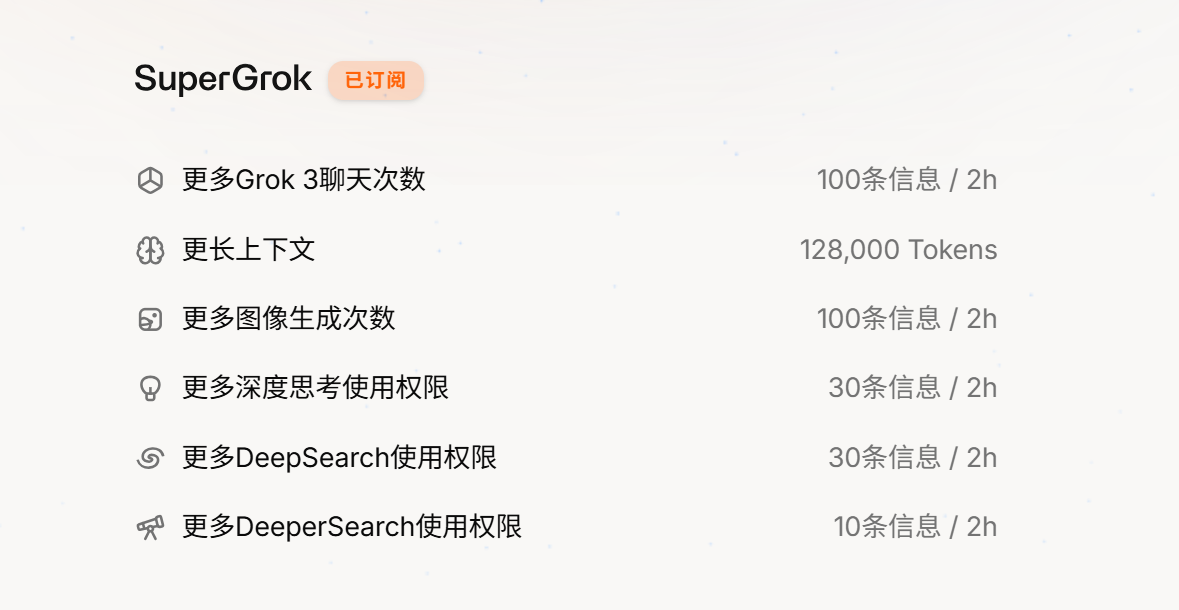 SuperGrok 已订阅
更多Grok 3聊天次数 100条信息 / 2h
更长上下文 128,000 Tokens
更多图像生成次数 100条信息 / 2h
更多深度思考使用权限 30条信息 / 2h
更多DeepSearch使用权限 30条信息 / 2h
更多DeeperSearch使用权限 10条信息 / 2h